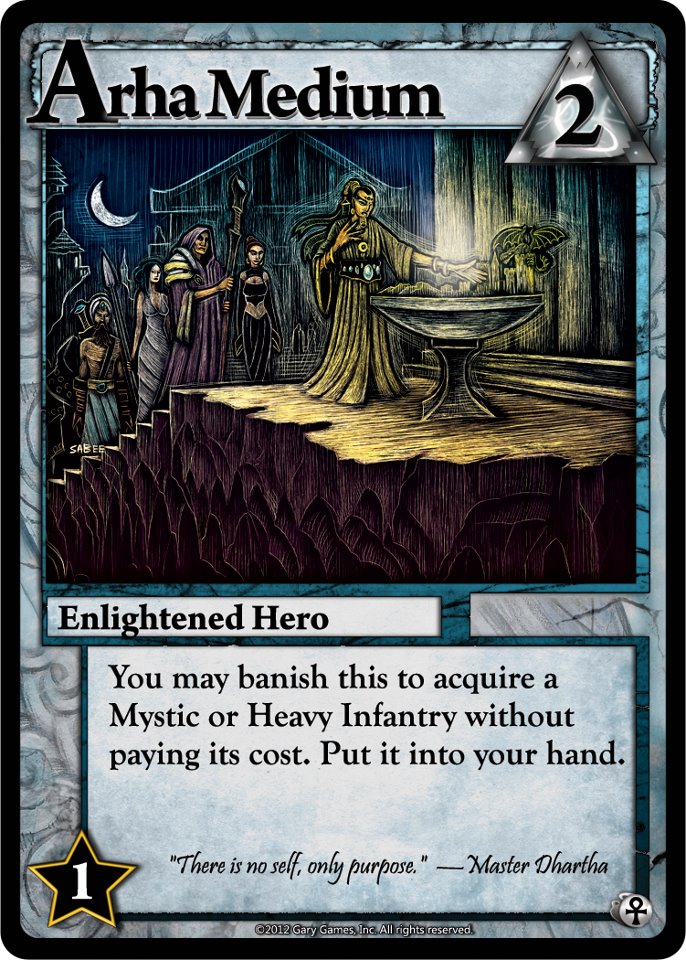 Arha Medium
2
SABEE
Enlightened Hero
You may banish this to acquire a
Mystic or Heavy Infantry without
paying its cost. Put it into your hand.
"There is no self, only purpose." — Master Dhartha
1
©2012 Gary Games, Inc. All rights reserved.